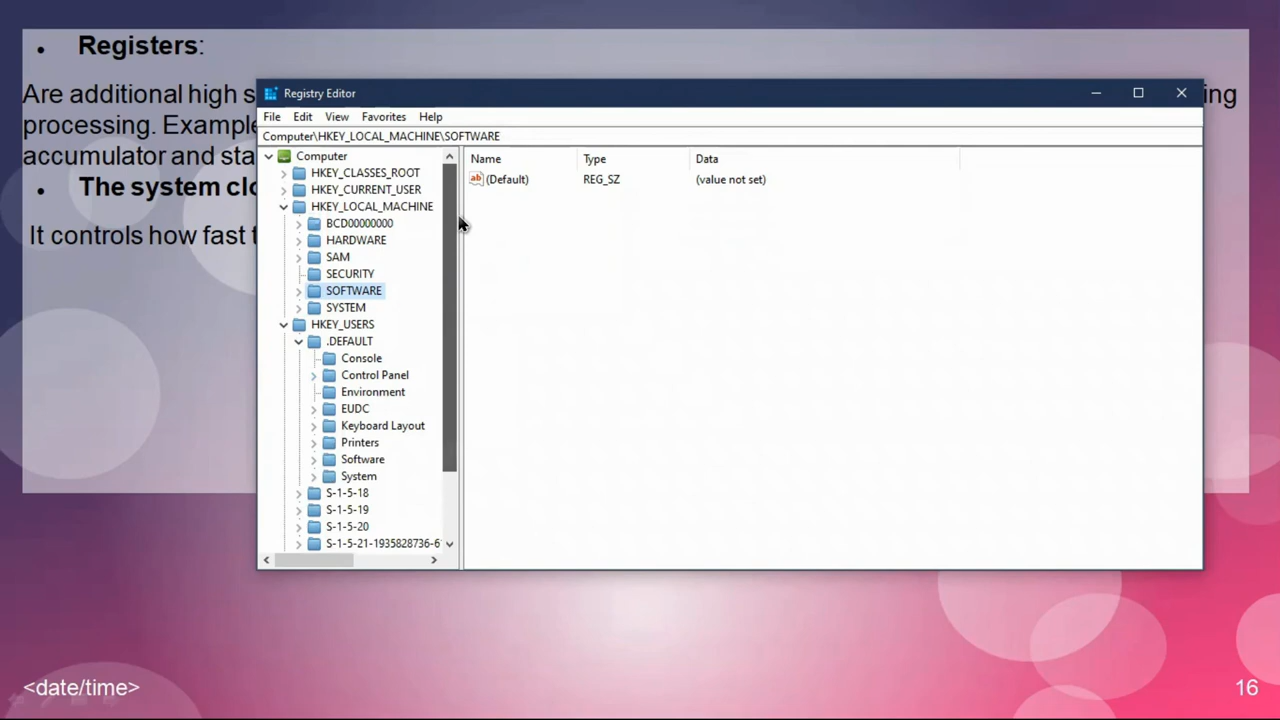 • Registers:
Are additional high s
ing
processing. Example
accumulator and sta
• The system clo
It controls how fast t
Registry Editor
File Edit View Favorites Help
Computer\HKEY_LOCAL_MACHINE\SOFTWARE
Computer
HKEY_CLASSES_ROOT
HKEY_CURRENT_USER
HKEY_LOCAL_MACHINE
BCD00000000
HARDWARE
SAM
SECURITY
SOFTWARE
SYSTEM
HKEY_USERS
.DEFAULT
Console
Control Panel
Environment
EUDC
Keyboard Layout
Printers
Software
System
S-1-5-18
S-1-5-19
S-1-5-20
S-1-5-21-1935828736-6
Name Type Data
ab (Default) REG_SZ (value not set)
<date/time>
16